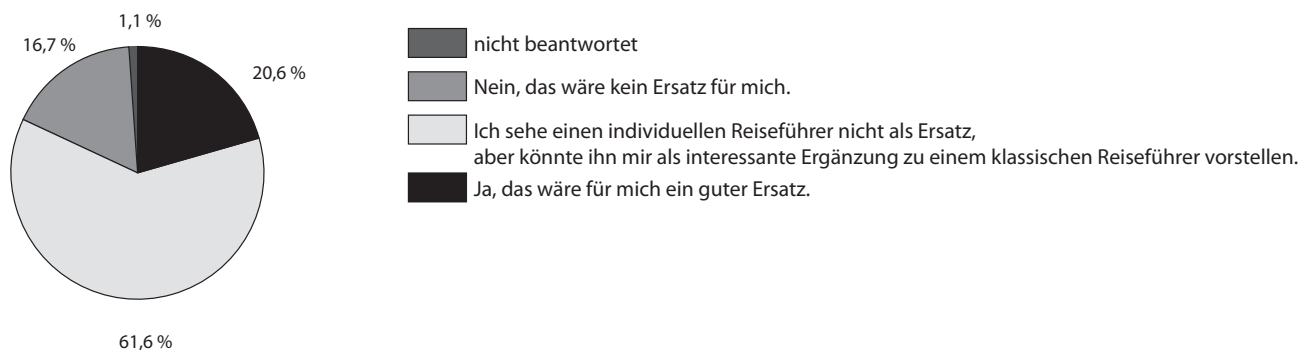 1,1 %
16,7 %
20,6 %
61,6 %
nicht beantwortet
Nein, das wäre kein Ersatz für mich.
Ich sehe einen individuellen Reiseführer nicht als Ersatz,
aber könnte ihn mir als interessante Ergänzung zu einem klassischen Reiseführer vorstellen.
Ja, das wäre für mich ein guter Ersatz.